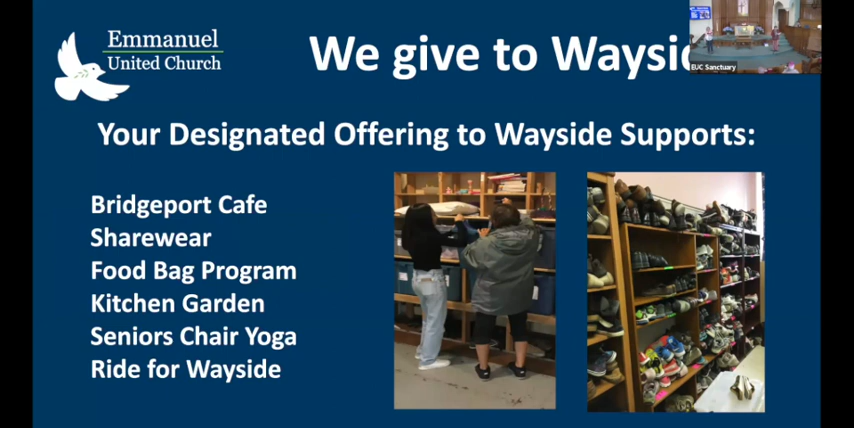 Emmanuel
United Church
We give to Waysi
EUC Sanctuary
Your Designated Offering to Wayside Supports:
Bridgeport Cafe
Sharewear
Food Bag Program
Kitchen Garden
Seniors Chair Yoga
Ride for Wayside